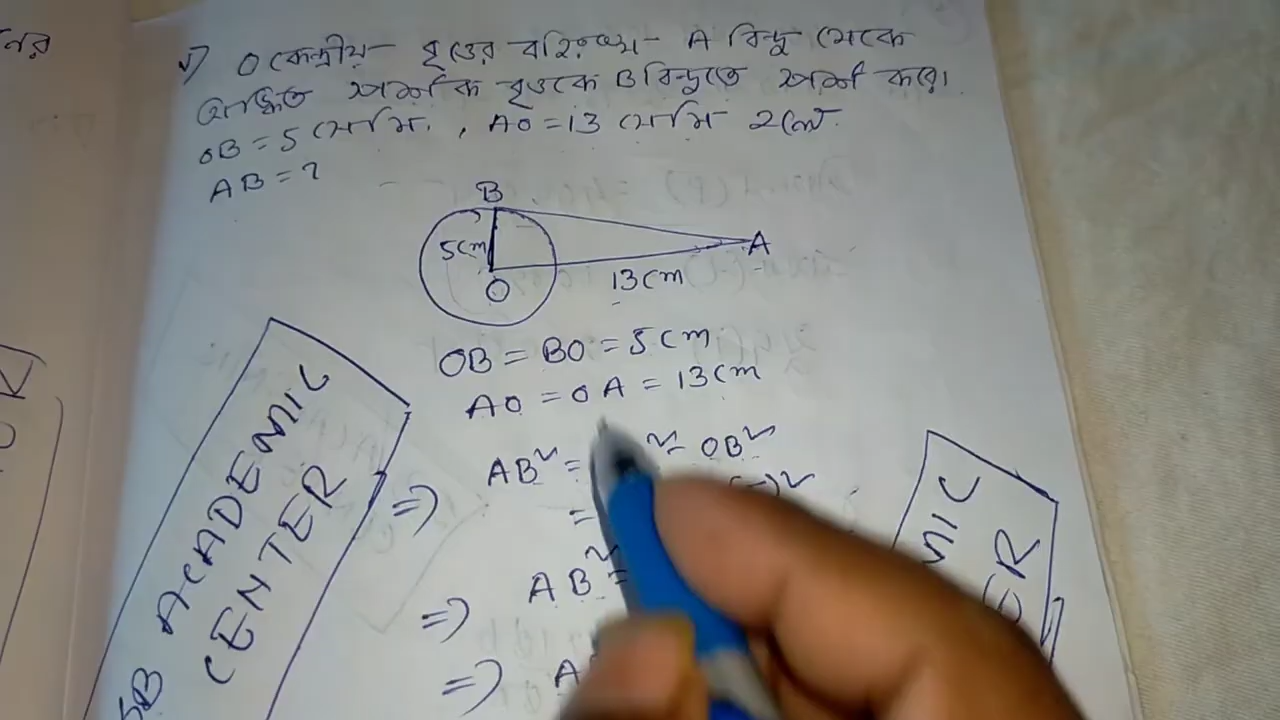 v) O কেন্দ্রীয় বৃত্তের বহিঃস্থ A বিন্দু থেকে
অঙ্কিত স্পর্শক বৃত্তকে B বিন্দুতে স্পর্শ করে।
OB = 5 সেমি. , AO = 13 সেমি হলে
AB = ?
B
5cm
A
13cm
O
OB = BO = 5cm
AO = OA = 13cm
⇒ AB² = ² - OB²
=
⇒ AB² =
⇒ A
SB ACADEMIC
CENTER